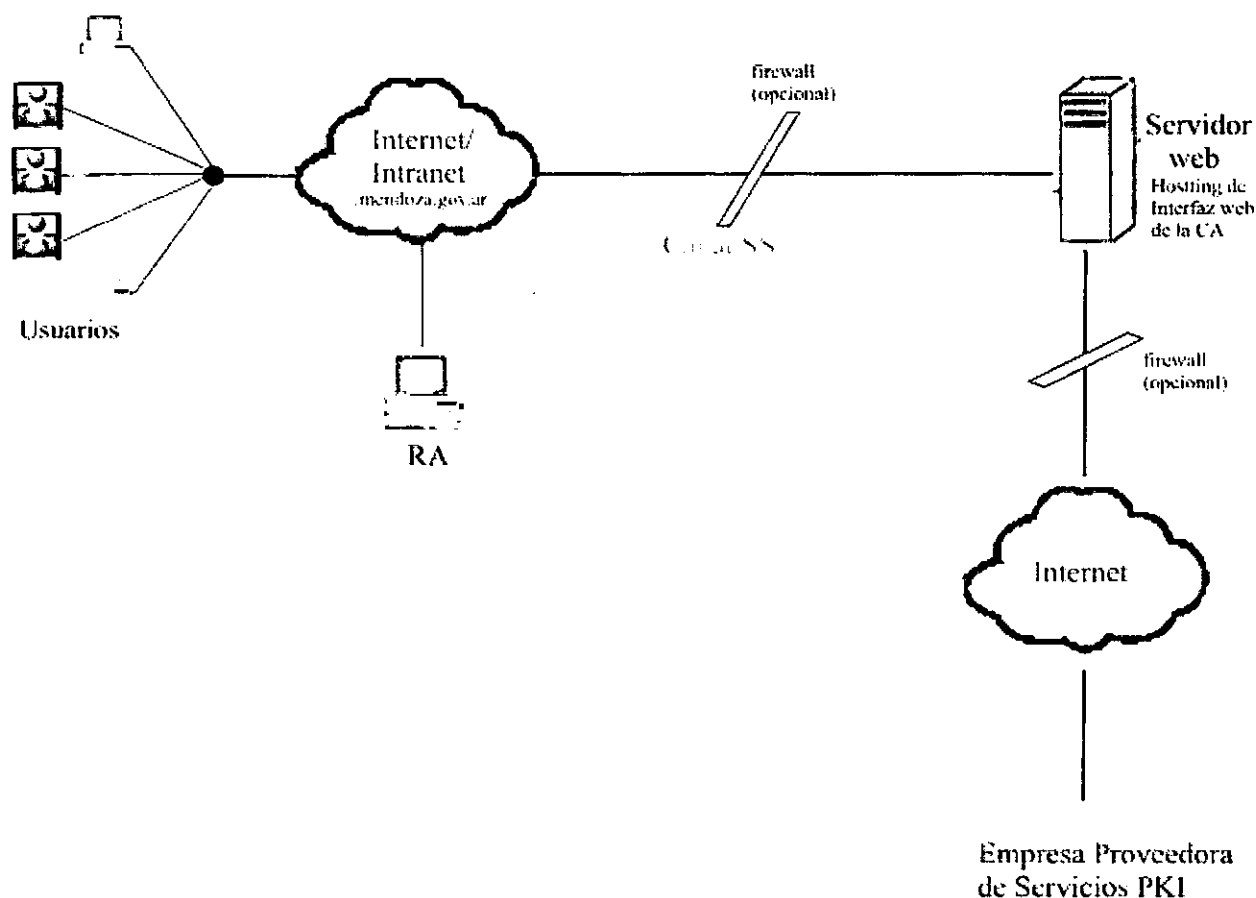 firewall
(opcional)
Internet/
Intranet
.mendoza.gov.ar
Servidor
web
Hostting de
Interfaz web
de la CA
Usuarios
firewall
(opcional)
RA
Internet
Empresa Proveedora
de Servicios PKI